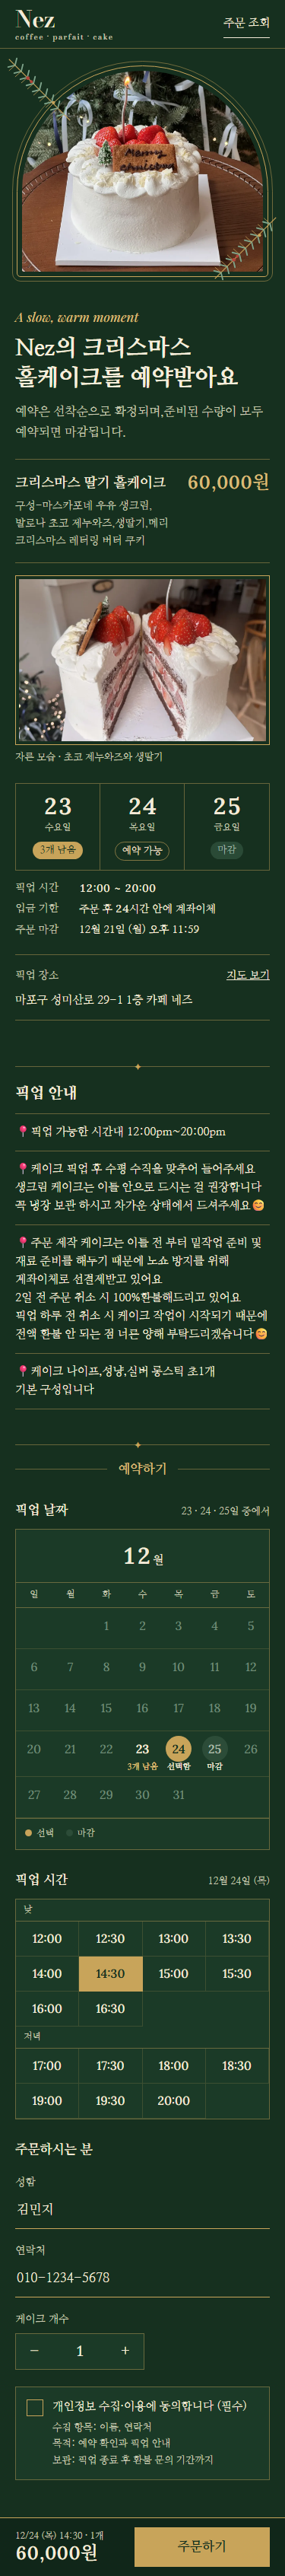 Nez
coffee · parfait · cake
주문 조회
Merry
christmas
A slow, warm moment
Nez의 크리스마스
홀케이크를 예약받아요
예약은 선착순으로 확정되며,준비된 수량이 모두
예약되면 마감됩니다.
크리스마스 딸기 홀케이크 60,000원
구성-마스카포네 우유 생크림,
발로나 초코 제누와즈,생딸기,메리
크리스마스 레터링 버터 쿠키
자른 모습 · 초코 제누와즈와 생딸기
23 24 25
수요일 목요일 금요일
3개 남음 예약 가능 마감
픽업 시간 12:00 ~ 20:00
입금 기한 주문 후 24시간 안에 계좌이체
주문 마감 12월 21일 (월) 오후 11:59
픽업 장소 지도 보기
마포구 성미산로 29-1 1층 카페 네즈
픽업 안내
📍픽업 가능한 시간대 12:00pm~20:00pm
📍케이크 픽업 후 수평 수직을 맞추어 들어주세요
생크림 케이크는 이틀 안으로 드시는 걸 권장합니다
꼭 냉장 보관 하시고 차가운 상태에서 드셔주세요😊
📍주문 제작 케이크는 이틀 전 부터 밑작업 준비 및
재료 준비를 해두기 때문에 노쇼 방지를 위해
계좌이체로 선결제받고 있어요
2일 전 주문 취소 시 100%환불해드리고 있어요
픽업 하루 전 취소 시 케이크 작업이 시작되기 때문에
전액 환불 안 되는 점 너른 양해 부탁드리겠습니다😊
📍케이크 나이프,성냥,실버 롱스틱 초1개
기본 구성입니다
예약하기
픽업 날짜 23 · 24 · 25일 중에서
12월
일 월 화 수 목 금 토
1 2 3 4 5
6 7 8 9 10 11 12
13 14 15 16 17 18 19
20 21 22 23 24 25 26
3개 남음 선택함 마감
27 28 29 30 31
선택 마감
픽업 시간 12월 24일 (목)
낮
12:00 12:30 13:00 13:30
14:00 14:30 15:00 15:30
16:00 16:30
저녁
17:00 17:30 18:00 18:30
19:00 19:30 20:00
주문하시는 분
성함
김민지
연락처
010-1234-5678
케이크 개수
− 1 +
개인정보 수집·이용에 동의합니다 (필수)
수집 항목: 이름, 연락처
목적: 예약 확인과 픽업 안내
보관: 픽업 종료 후 환불 문의 기간까지
12/24 (목) 14:30 · 1개
60,000원
주문하기